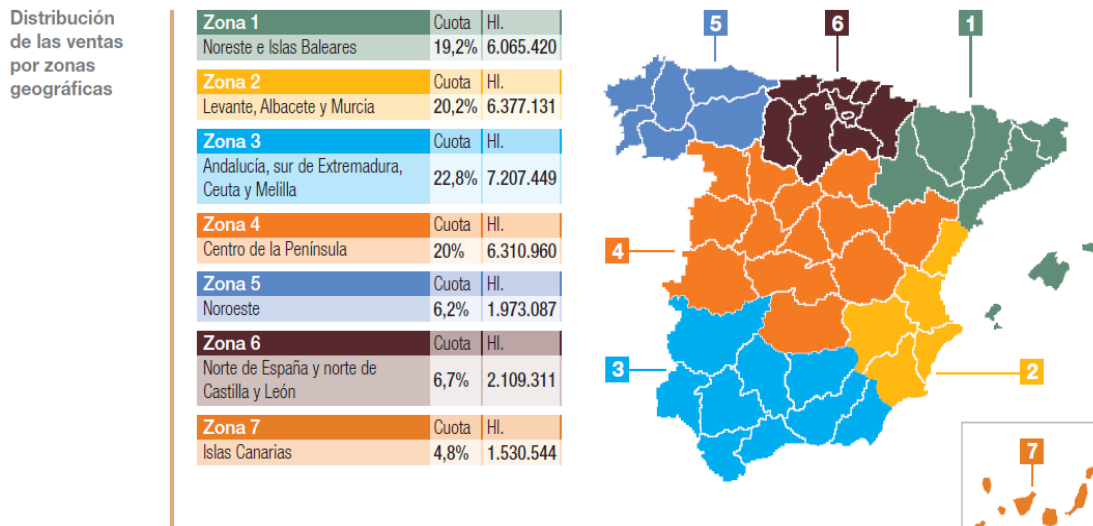 Distribución
de las ventas
por zonas
geográficas
Zona 1 Cuota Hl.
Noreste e Islas Baleares 19,2% 6.065.420
Zona 2 Cuota Hl.
Levante, Albacete y Murcia 20,2% 6.377.131
Zona 3 Cuota Hl.
Andalucía, sur de Extremadura,
Ceuta y Melilla 22,8% 7.207.449
Zona 4 Cuota Hl.
Centro de la Península 20% 6.310.960
Zona 5 Cuota Hl.
Noroeste 6,2% 1.973.087
Zona 6 Cuota Hl.
Norte de España y norte de
Castilla y León 6,7% 2.109.311
Zona 7 Cuota Hl.
Islas Canarias 4,8% 1.530.544
5 6 1
4
3 2
7